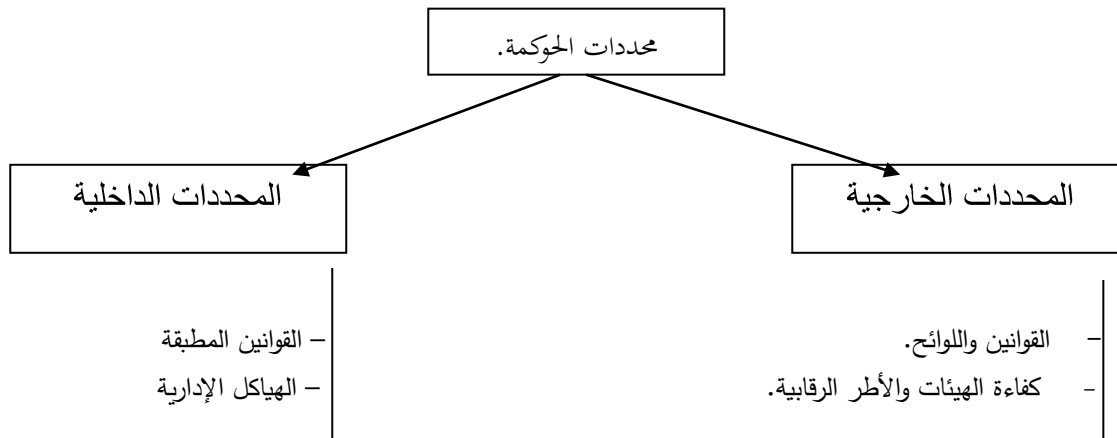 محددات الحوكمة.
المحددات الخارجية
المحددات الداخلية
- القوانين واللوائح.
- كفاءة الهيئات والأطر الرقابية.
– القوانين المطبقة
– الهياكل الإدارية